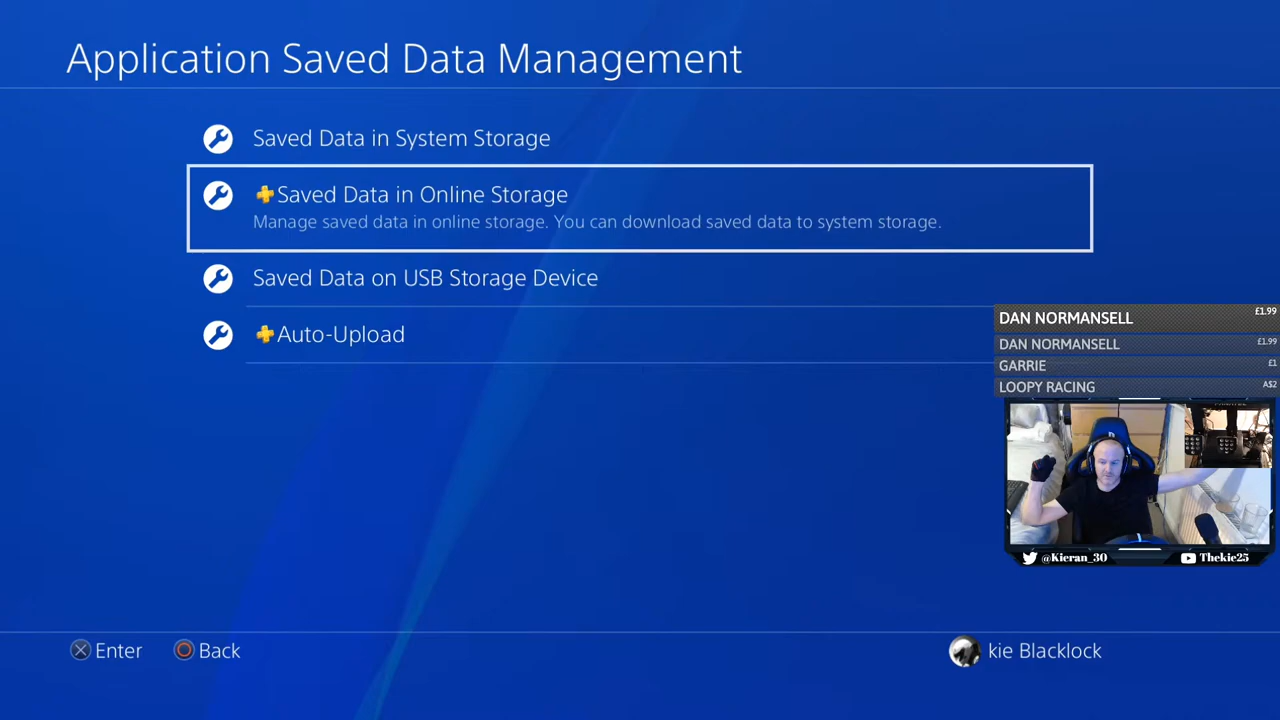 Application Saved Data Management
Saved Data in System Storage
Saved Data in Online Storage
Manage saved data in online storage. You can download saved data to system storage.
Saved Data on USB Storage Device
Auto-Upload
DAN NORMANSELL £1.99
DAN NORMANSELL £1.99
GARRIE £1
LOOPY RACING A$2
@Kieran_30 Thekie25
Enter Back kie Blacklock